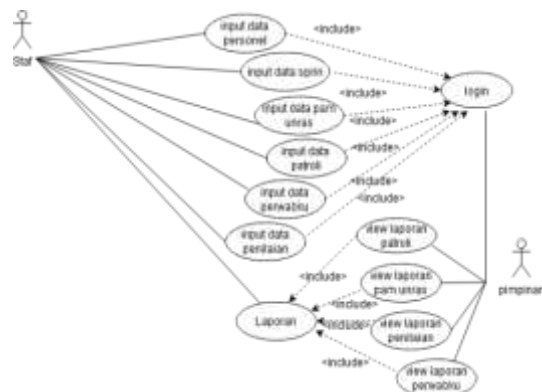 Staf
input data
personel
<include>
input data sprin
input data pam
unras
<include>
login
<include>
input data
patroli
<include>
input data
perwabku
<include>
input data
penilaian
<include>
view laporan
patroli
<include>
view laporan
pam unras
pimpinan
<include>
Laporan
<include>
view laporan
penilaian
<include>
view laporan
perwabku